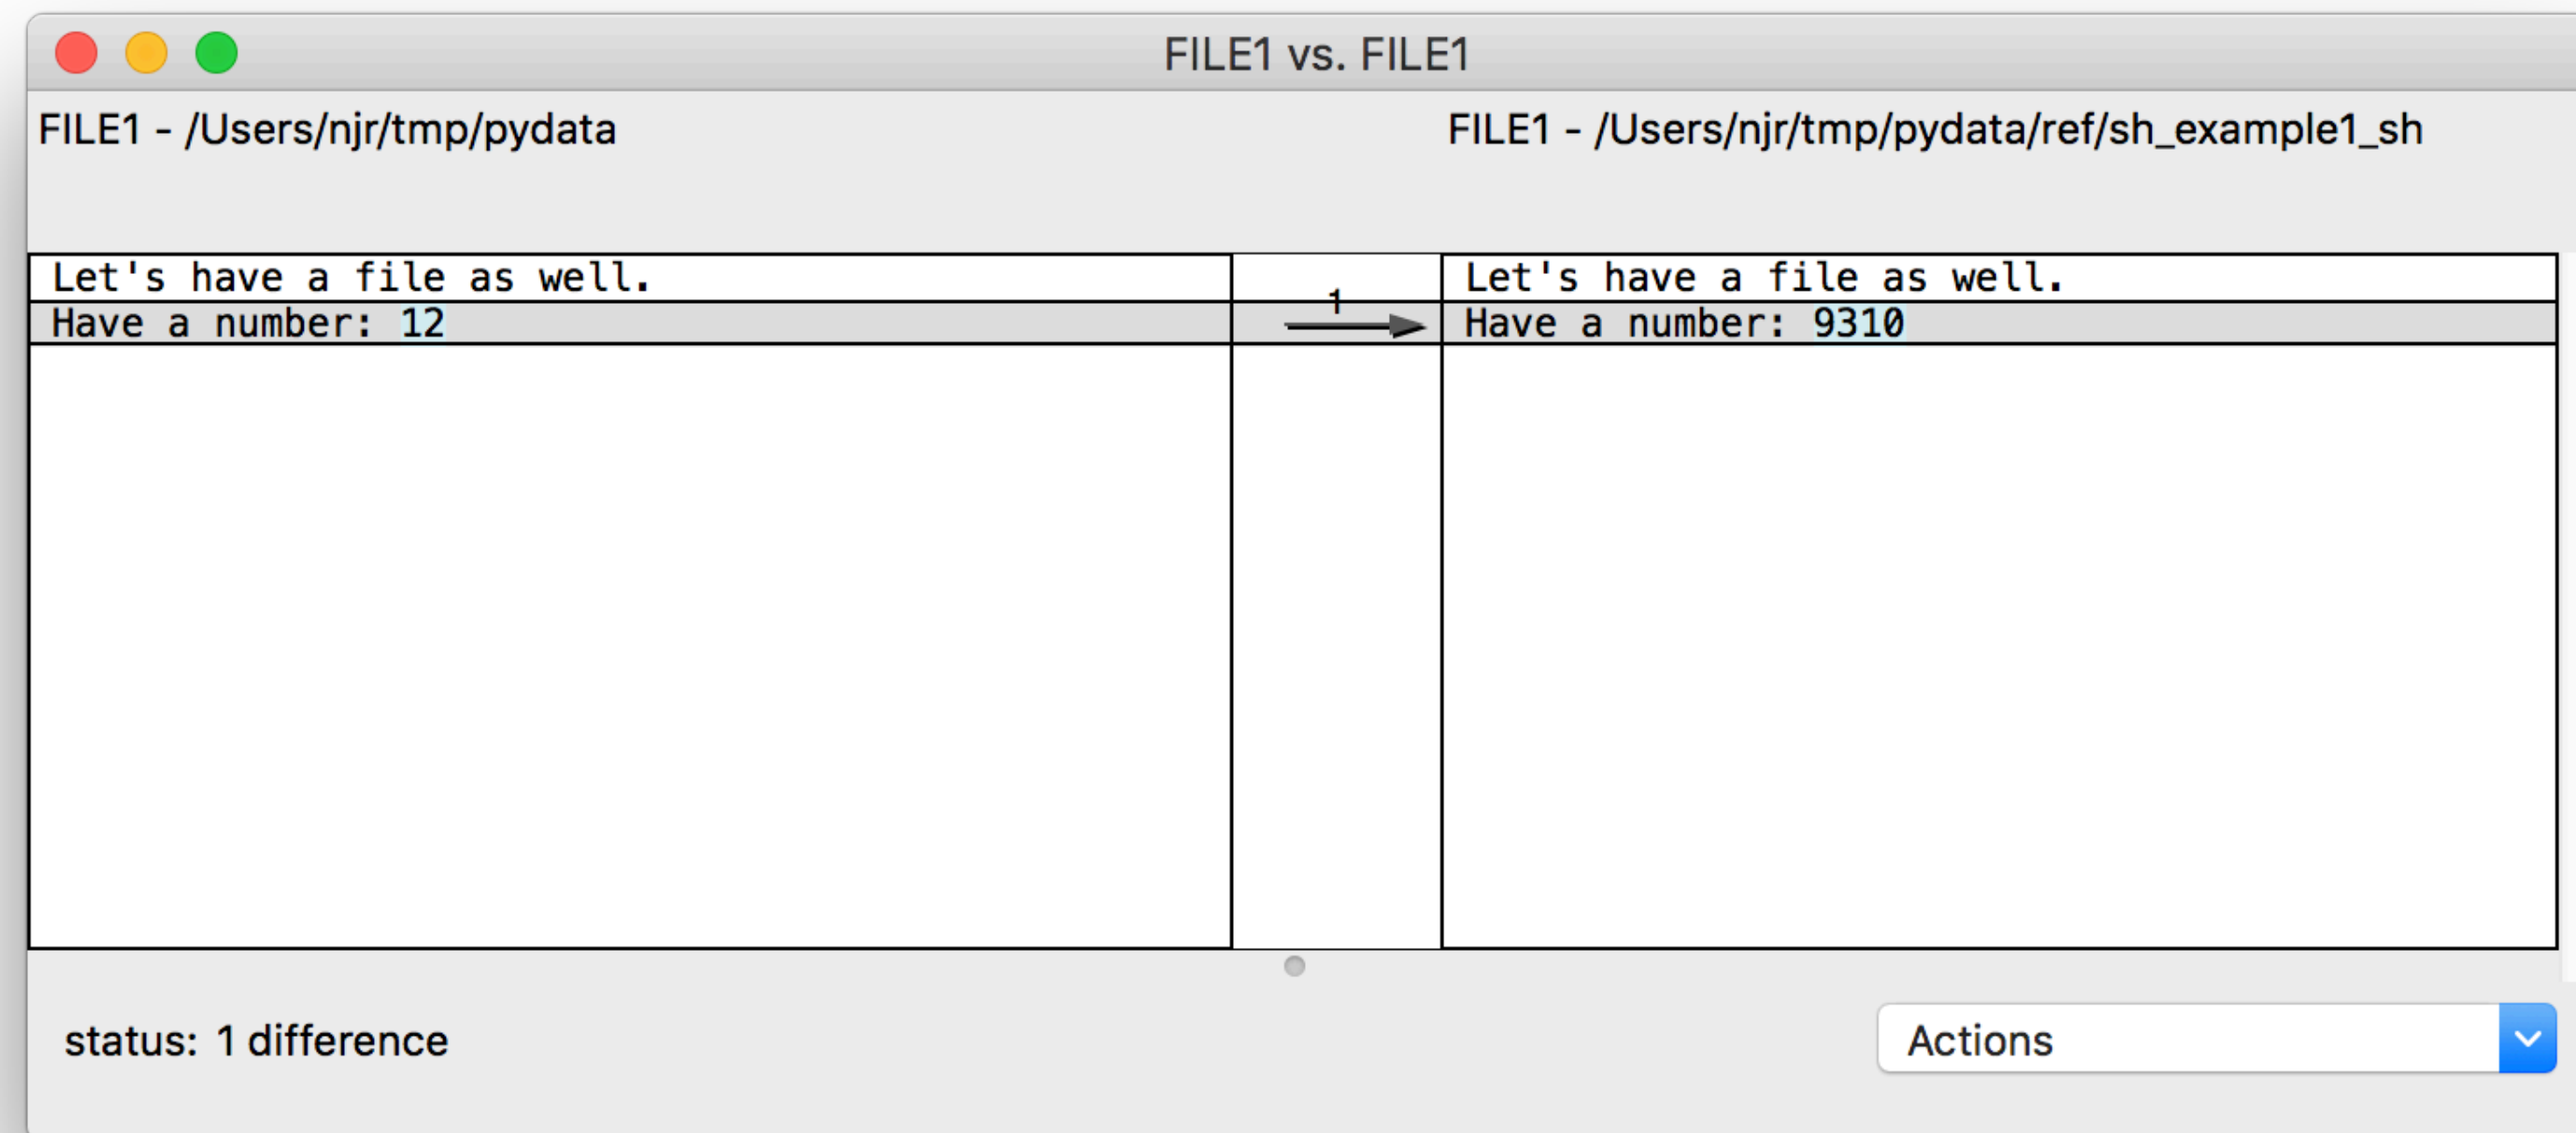 FILE1 vs. FILE1
FILE1 - /Users/njr/tmp/pydata
FILE1 - /Users/njr/tmp/pydata/ref/sh_example1_sh
Let's have a file as well.
Have a number: 12
1
Let's have a file as well.
Have a number: 9310
status: 1 difference
Actions